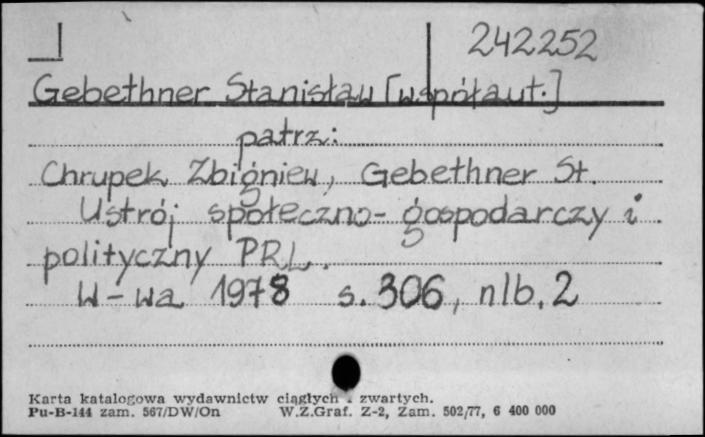 242252
Gebethner Stanisław [współaut.]
patrz:
Chrupek Zbigniew, Gebethner St.
Ustrój społeczno-gospodarczy i
polityczny PRL.
W-wa 1978 s. 306, nlb. 2
Karta katalogowa wydawnictw ciągłych i zwartych.
Pu-B-144 zam. 567/DW/On W.Z.Graf. Z-2, Zam. 502/77, 6 400 000